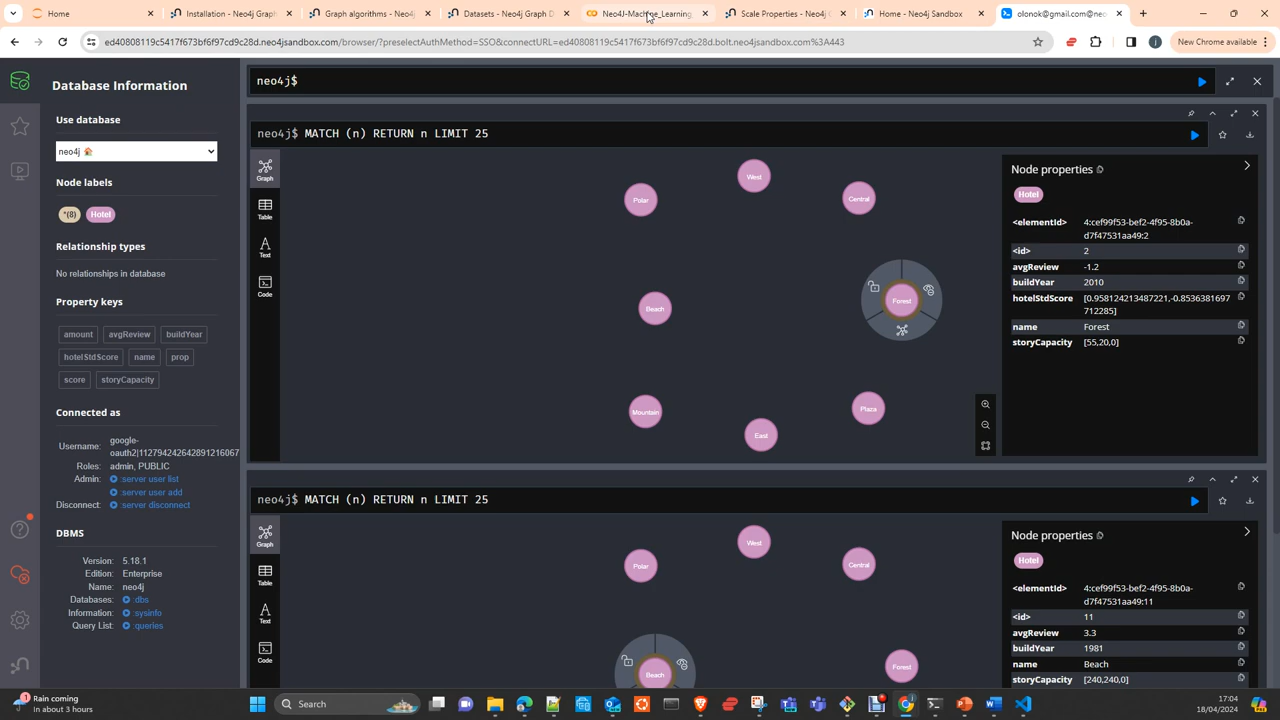 Home
Installation - Neo4j Graph
Graph algorithms - Neo4j
Datasets - Neo4j Graph D
Neo4J-Machine_Learning
Scale Properties - Neo4j
Home - Neo4j Sandbox
olonok@gmail.com@neo
ed40808119c5417f673bf6f97cd9c28d.neo4jsandbox.com/browser/?preselectAuthMethod=SSO&connectURL=ed40808119c5417f673bf6f97cd9c28d.bolt.neo4jsandbox.com%3A443
New Chrome available
Database Information
Use database
neo4j
Node labels
*(8) Hotel
Relationship types
No relationships in database
Property keys
amount avgReview buildYear
hotelStdScore name prop
score storyCapacity
Connected as
Username: google-
oauth2|112794242642891216067
Roles: admin, PUBLIC
Admin: :server user list
:server user add
Disconnect: :server disconnect
DBMS
Version: 5.18.1
Edition: Enterprise
Name: neo4j
Databases: :dbs
Information: :sysinfo
Query List: :queries
neo4j$
neo4j$ MATCH (n) RETURN n LIMIT 25
Graph
Table
Text
Code
West
Polar
Central
Forest
Beach
Mountain
Plaza
East
Node properties
Hotel
<elementId> 4:cef99f53-bef2-4f95-8b0a-
d7f47531aa49:2
<id> 2
avgReview -1.2
buildYear 2010
hotelStdScore [0.958124213487221,-0.8536381697
712285]
name Forest
storyCapacity [55,20,0]
neo4j$ MATCH (n) RETURN n LIMIT 25
Graph
Table
Text
Code
West
Polar
Central
Forest
Beach
Node properties
Hotel
<elementId> 4:cef99f53-bef2-4f95-8b0a-
d7f47531aa49:11
<id> 11
avgReview 3.3
buildYear 1981
name Beach
storyCapacity [240,240,0]
Rain coming
In about 3 hours
Search
17:04
18/04/2024